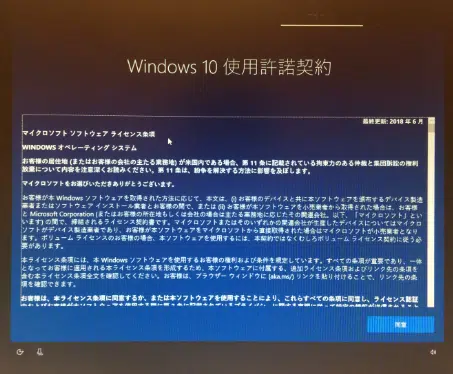 Windows 10 使用許諾契約
最終更新: 2018 年 6 月
マイクロソフト ソフトウェア ライセンス条項
WINDOWS オペレーティング システム
お客様の居住地 (またはお客様の会社の主たる業務地) が米国内である場合、第 11 条に記載されている拘束力のある仲裁と集団訴訟の権利
放棄について内容を注意深くお読みください。第 11 条は、紛争を解決する方法に影響を及ぼします。
マイクロソフトをお選びいただきありがとうございます。
お客様が本 Windows ソフトウェアを取得された方法に応じて、本文は、(i) お客様のデバイスと共に本ソフトウェアを頒布するデバイス製造
業者またはソフトウェア インストール業者とお客様の間で、または (ii) お客様が本ソフトウェアを小売業者から取得された場合は、お客様
と Microsoft Corporation (またはお客様の所在地もしくは会社の場合は主たる業務地に応じたその関連会社。以下、「マイクロソフト」とい
います) の間で、締結されるライセンス契約書です。マイクロソフトまたはそのいずれかの関連会社が生産したデバイスについてはマイクロ
ソフトがデバイス製造業者であり、お客様が本ソフトウェアをマイクロソフトから直接取得された場合はマイクロソフトが小売業者となり
ます。ボリューム ライセンスのお客様の場合、本ソフトウェアを使用するには、本契約ではなくむしろボリューム ライセンス契約に従う必
要があります。
本ライセンス条項には、本 Windows ソフトウェアを使用するお客様の権利および条件を規定しています。すべての条項が重要であり、一体
となってお客様に適用される本ライセンス条項を形成するため、本ソフトウェアに付属する、追加ライセンス条項およびリンク先の条項を
含む本ライセンス条項全文を確認してください。お客様は、ブラウザー ウィンドウに (aka.ms/) リンクを貼り付けることで、リンク先の条
項を確認できます。
お客様は、本ライセンス条項に同意するか、または本ソフトウェアを使用することにより、これらすべての条項に同意し、ライセンス認証
同意